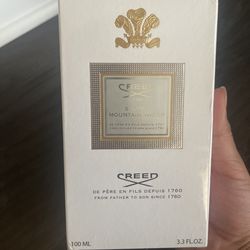 CREED
MOUNTAIN WATER
CREED
DE PÈRE EN FILS DEPUIS 1760
FROM FATHER TO SON SINCE 1760
100 ML
3.3 FL.OZ